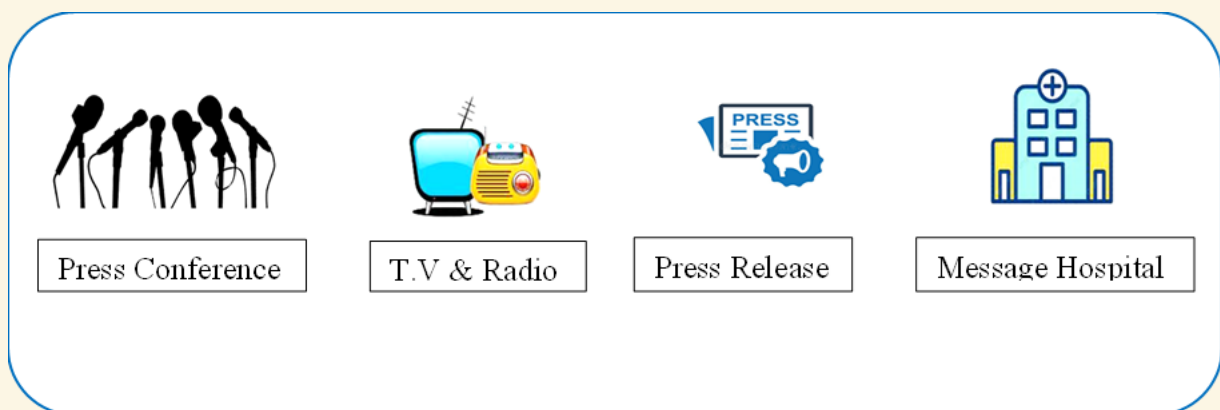 PRESS
Press Conference
T.V & Radio
Press Release
Message Hospital